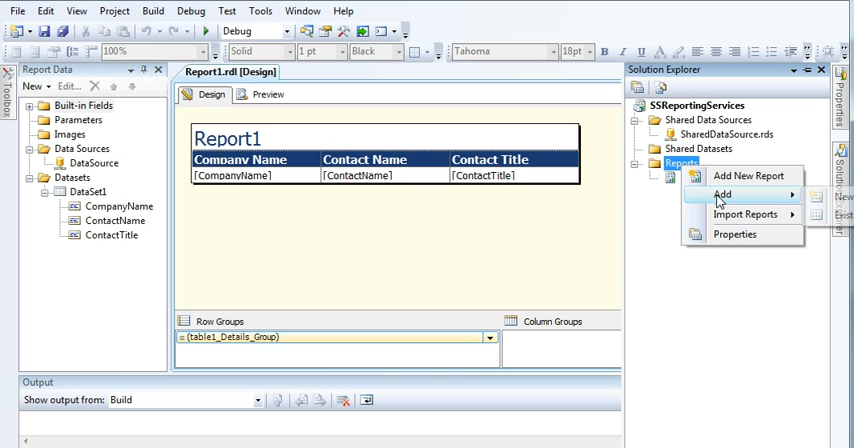 File Edit View Project Build Debug Test Tools Window Help
Debug
100% Solid 1 pt Black Tahoma 18pt B I U A
Report Data
New Edit...
Built-in Fields
Parameters
Images
Data Sources
DataSource
Datasets
DataSet1
CompanyName
ContactName
ContactTitle
Toolbox
Report1.rdl [Design]
Design Preview
Report1
Company Name Contact Name Contact Title
[CompanyName] [ContactName] [ContactTitle]
Row Groups Column Groups
= (table1_Details_Group)
Output
Show output from: Build
Solution Explorer
SSReportingServices
Shared Data Sources
SharedDataSource.rds
Shared Datasets
Reports
Add New Report
Add
Import Reports
Properties
New
Exist
Properties